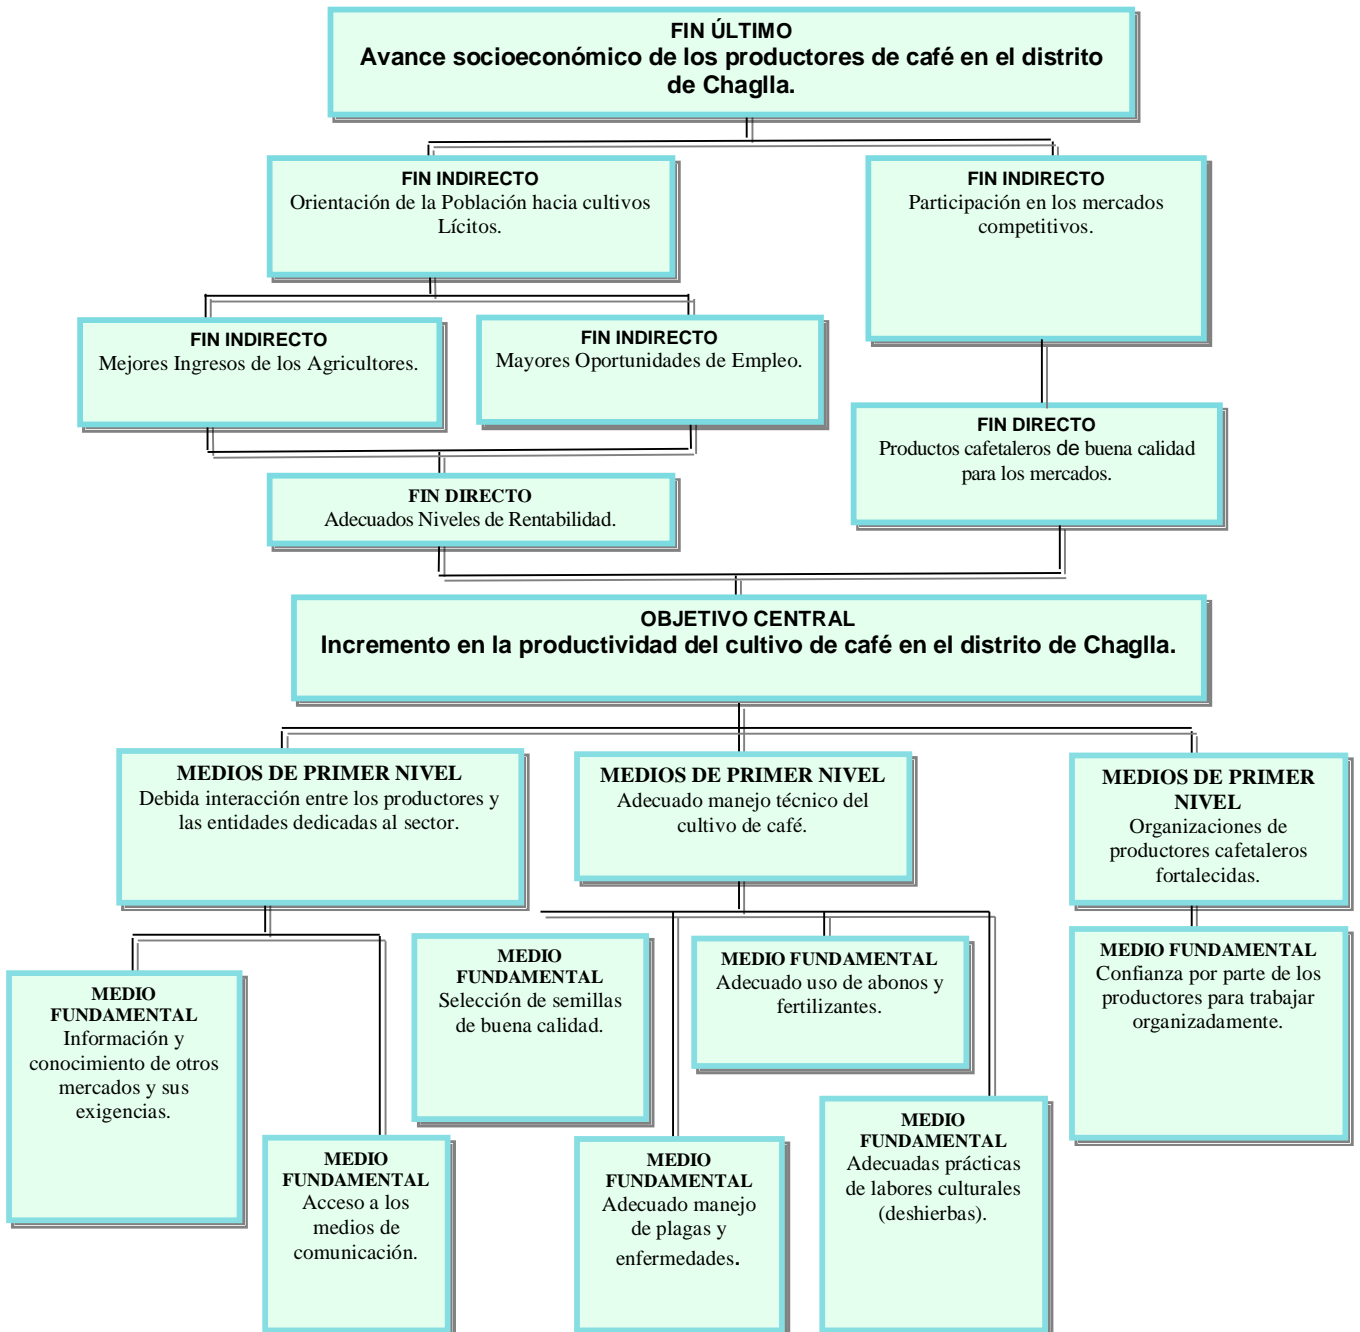 FIN ÚLTIMO
Avance socioeconómico de los productores de café en el distrito
de Chaglla.
FIN INDIRECTO
Orientación de la Población hacia cultivos
Lícitos.
FIN INDIRECTO
Participación en los mercados
competitivos.
FIN INDIRECTO
Mejores Ingresos de los Agricultores.
FIN INDIRECTO
Mayores Oportunidades de Empleo.
FIN DIRECTO
Productos cafetaleros de buena calidad
para los mercados.
FIN DIRECTO
Adecuados Niveles de Rentabilidad.
OBJETIVO CENTRAL
Incremento en la productividad del cultivo de café en el distrito de Chaglla.
MEDIOS DE PRIMER NIVEL
Debida interacción entre los productores y
las entidades dedicadas al sector.
MEDIOS DE PRIMER NIVEL
Adecuado manejo técnico del
cultivo de café.
MEDIOS DE PRIMER
NIVEL
Organizaciones de
productores cafetaleros
fortalecidas.
MEDIO
FUNDAMENTAL
Información y
conocimiento de otros
mercados y sus
exigencias.
MEDIO
FUNDAMENTAL
Acceso a los
medios de
comunicación.
MEDIO
FUNDAMENTAL
Selección de semillas
de buena calidad.
MEDIO
FUNDAMENTAL
Adecuado manejo
de plagas y
enfermedades.
MEDIO FUNDAMENTAL
Adecuado uso de abonos y
fertilizantes.
MEDIO
FUNDAMENTAL
Adecuadas prácticas
de labores culturales
(deshierbas).
MEDIO FUNDAMENTAL
Confianza por parte de los
productores para trabajar
organizadamente.